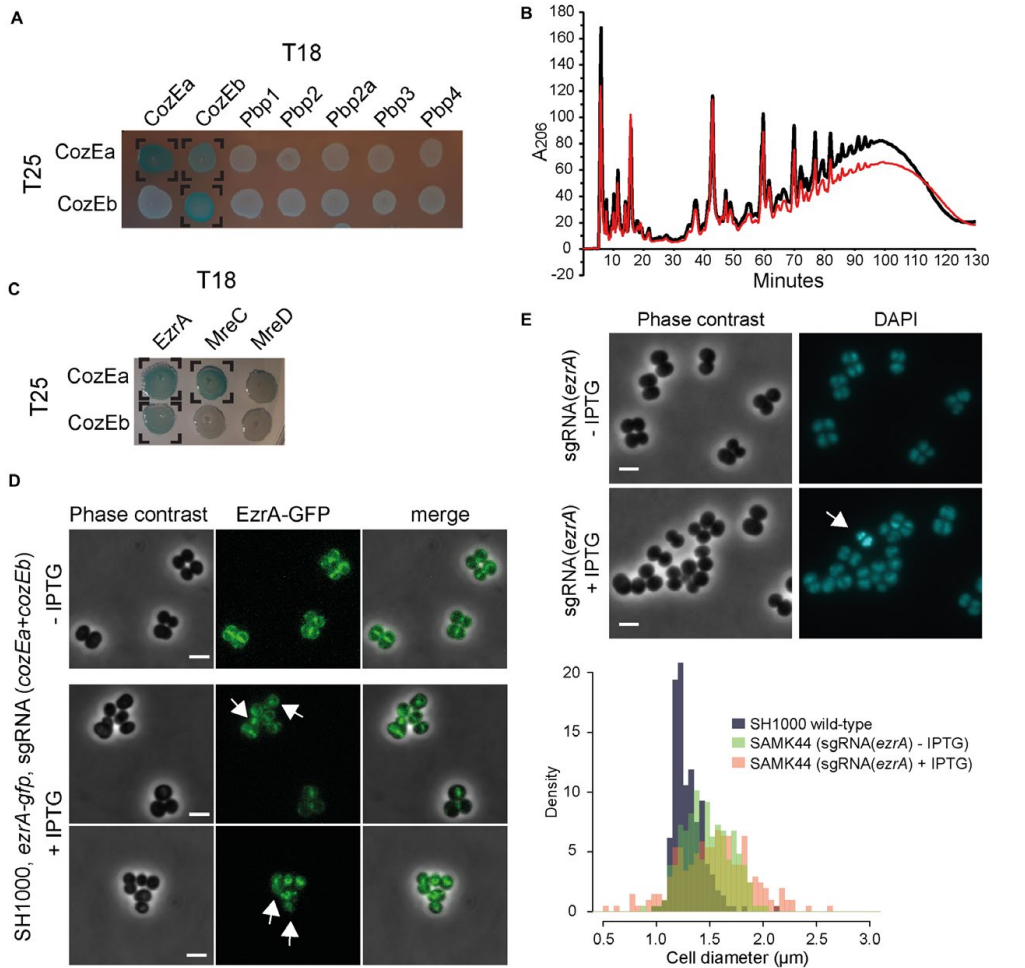 A
T18
CozEa CozEb Pbp1 Pbp2 Pbp2a Pbp3 Pbp4
T25
CozEa
CozEb
B
180
160
140
120
100
80
60
40
20
0
-20
A206
10 20 30 40 50 60 70 80 90 100 110 120 130
Minutes
C
T18
EzrA MreC MreD
T25
CozEa
CozEb
D
Phase contrast EzrA-GFP merge
SH1000, ezrA-gfp, sgRNA (cozEa+cozEb)
- IPTG
+ IPTG
E
Phase contrast DAPI
sgRNA(ezrA)
- IPTG
sgRNA(ezrA)
+ IPTG
20
15
10
5
0
Density
SH1000 wild-type
SAMK44 (sgRNA(ezrA) - IPTG)
SAMK44 (sgRNA(ezrA) + IPTG)
0.5 1.0 1.5 2.0 2.5 3.0
Cell diameter (µm)